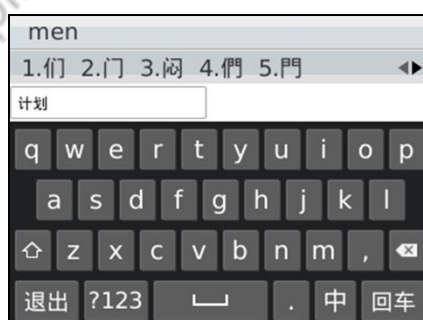 men
1.们 2.门 3.闷 4.們 5.門
计划
q w e r t y u i o p
a s d f g h j k l
z x c v b n m ,
退出 ?123 . 中 回车